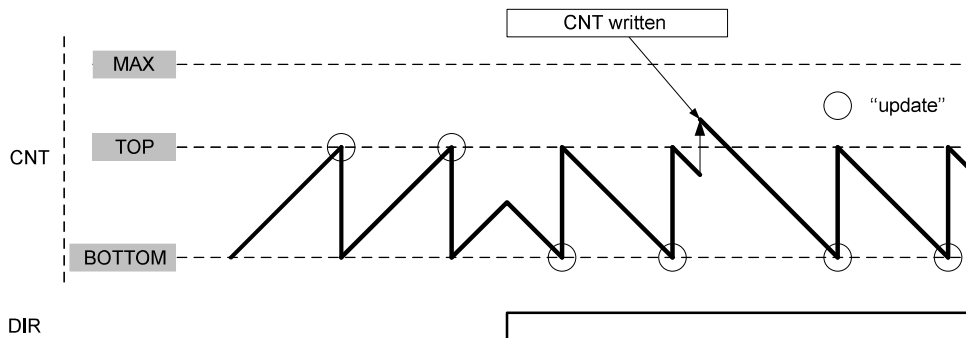 CNT written
MAX
“update”
TOP
CNT
BOTTOM
DIR